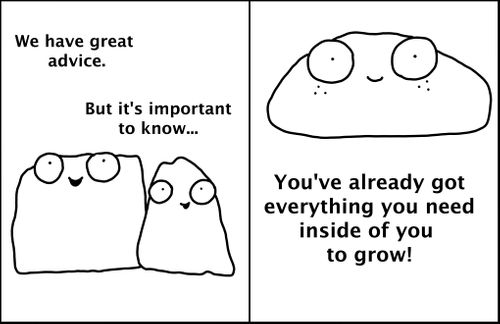 We have great
advice.
But it's important
to know...
You've already got
everything you need
inside of you
to grow!